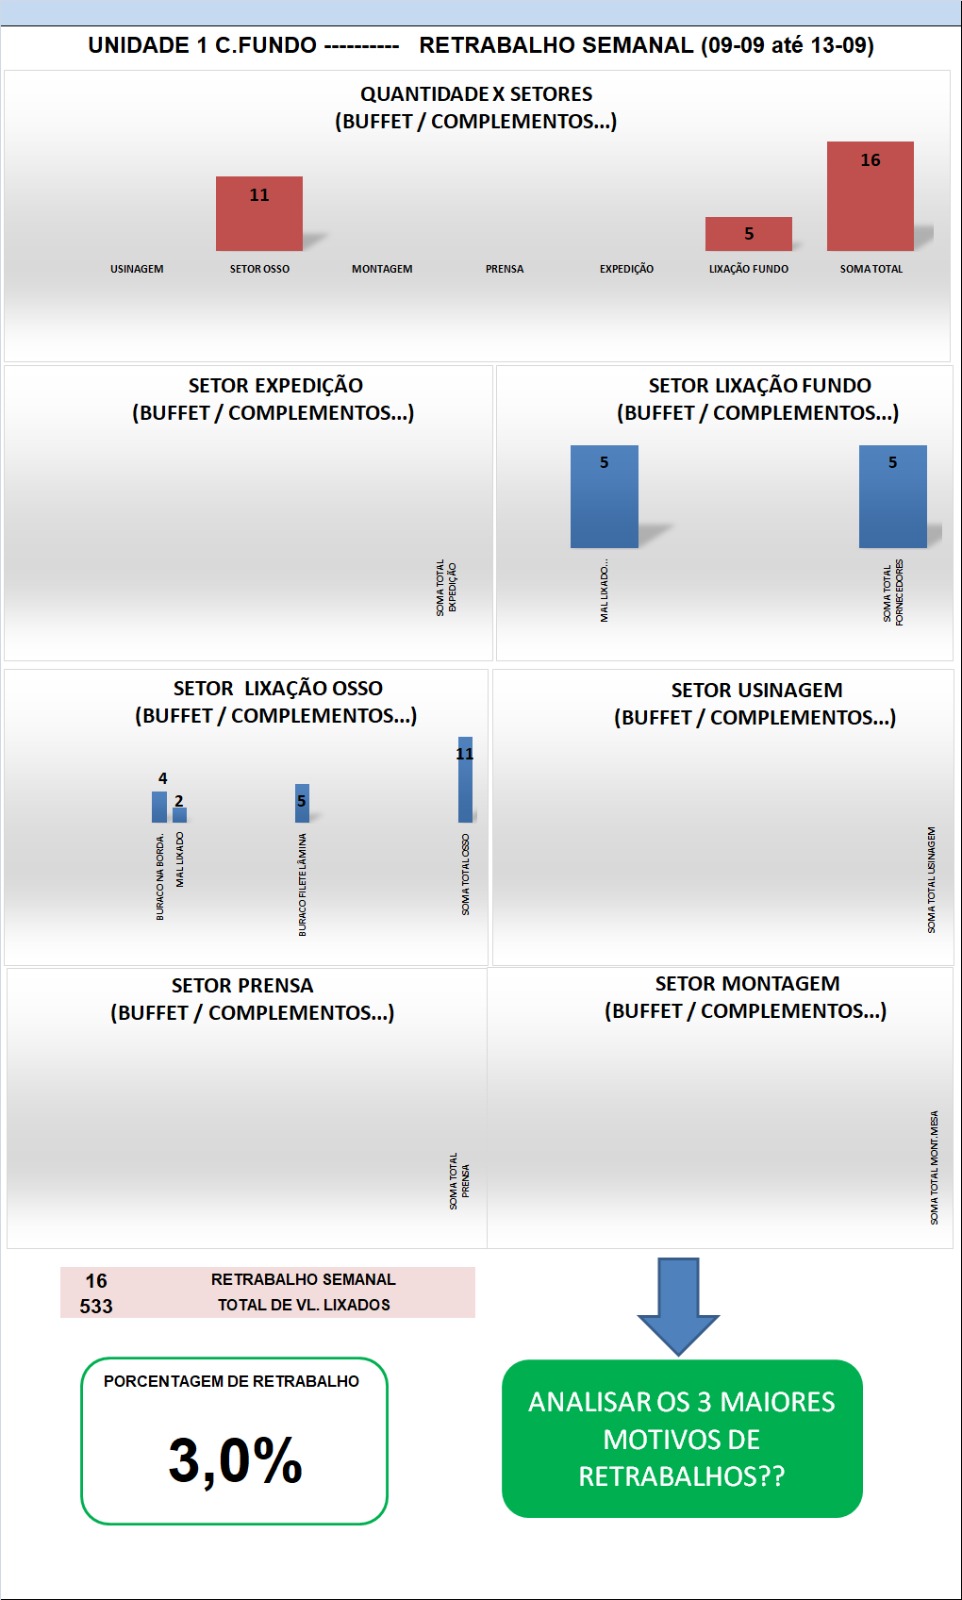 UNIDADE 1 C.FUNDO ---------- RETRABALHO SEMANAL (09-09 até 13-09)
QUANTIDADE X SETORES
(BUFFET / COMPLEMENTOS...)
11
5
16
USINAGEM
SETOR OSSO
MONTAGEM
PRENSA
EXPEDIÇÃO
LIXAÇÃO FUNDO
SOMA TOTAL
SETOR EXPEDIÇÃO
(BUFFET / COMPLEMENTOS...)
SOMA TOTAL
EXPEDIÇÃO
SETOR LIXAÇÃO FUNDO
(BUFFET / COMPLEMENTOS...)
5
5
MAL LIXADO...
SOMA TOTAL
FORNECEDORES
SETOR LIXAÇÃO OSSO
(BUFFET / COMPLEMENTOS...)
4
2
5
11
BURACO NA BORDA.
MAL LIXADO
BURACO FILETE LÂMINA
SOMA TOTAL OSSO
SETOR USINAGEM
(BUFFET / COMPLEMENTOS...)
SOMA TOTAL USINAGEM
SETOR PRENSA
(BUFFET / COMPLEMENTOS...)
SOMA TOTAL
PRENSA
SETOR MONTAGEM
(BUFFET / COMPLEMENTOS...)
SOMA TOTAL MONT.MESA
16 RETRABALHO SEMANAL
533 TOTAL DE VL. LIXADOS
PORCENTAGEM DE RETRABALHO
3,0%
ANALISAR OS 3 MAIORES
MOTIVOS DE
RETRABALHOS??